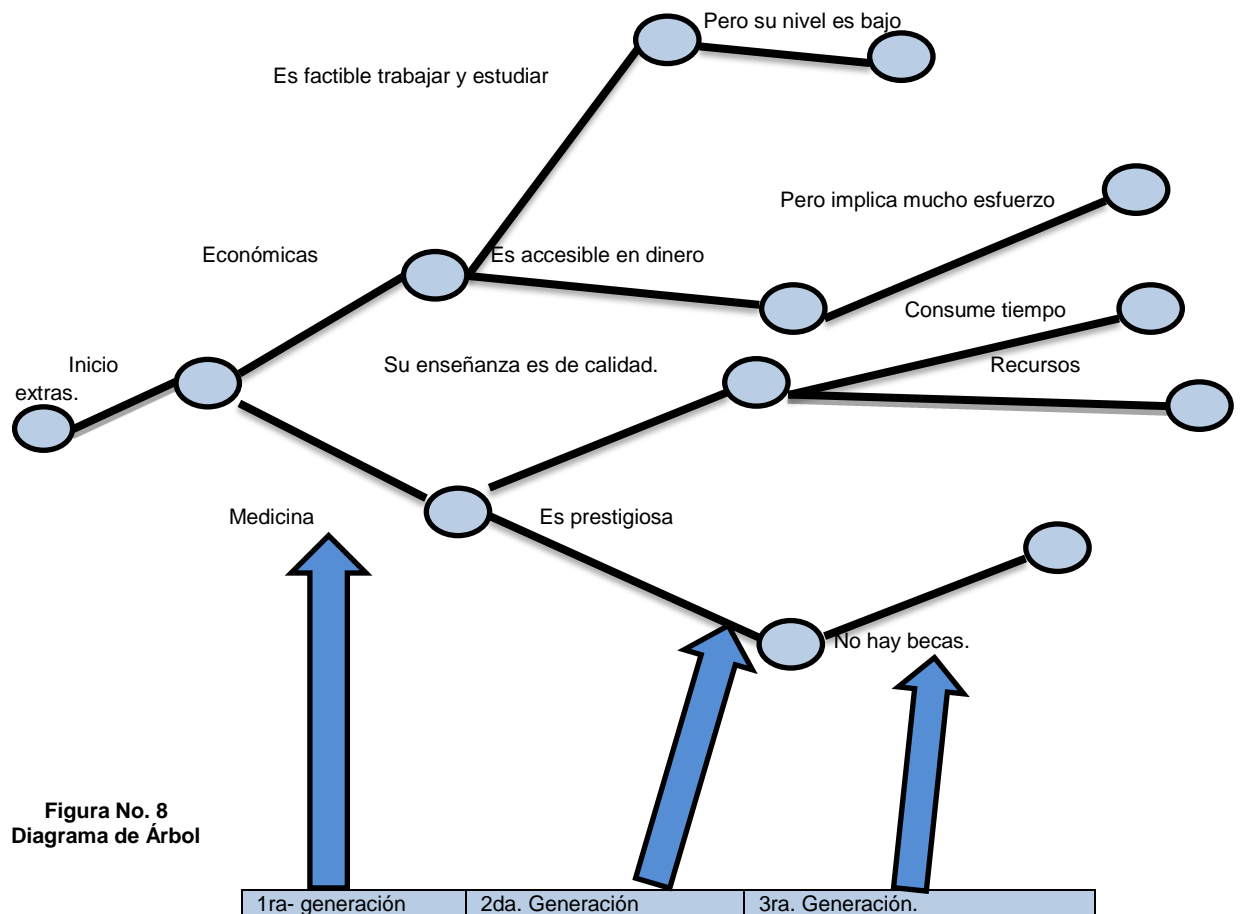 Pero su nivel es bajo
Es factible trabajar y estudiar
Pero implica mucho esfuerzo
Económicas
Es accesible en dinero
Consume tiempo
Inicio
Su enseñanza es de calidad.
Recursos
extras.
Medicina
Es prestigiosa
No hay becas.
Figura No. 8
Diagrama de Árbol
1ra- generación
2da. Generación
3ra. Generación.